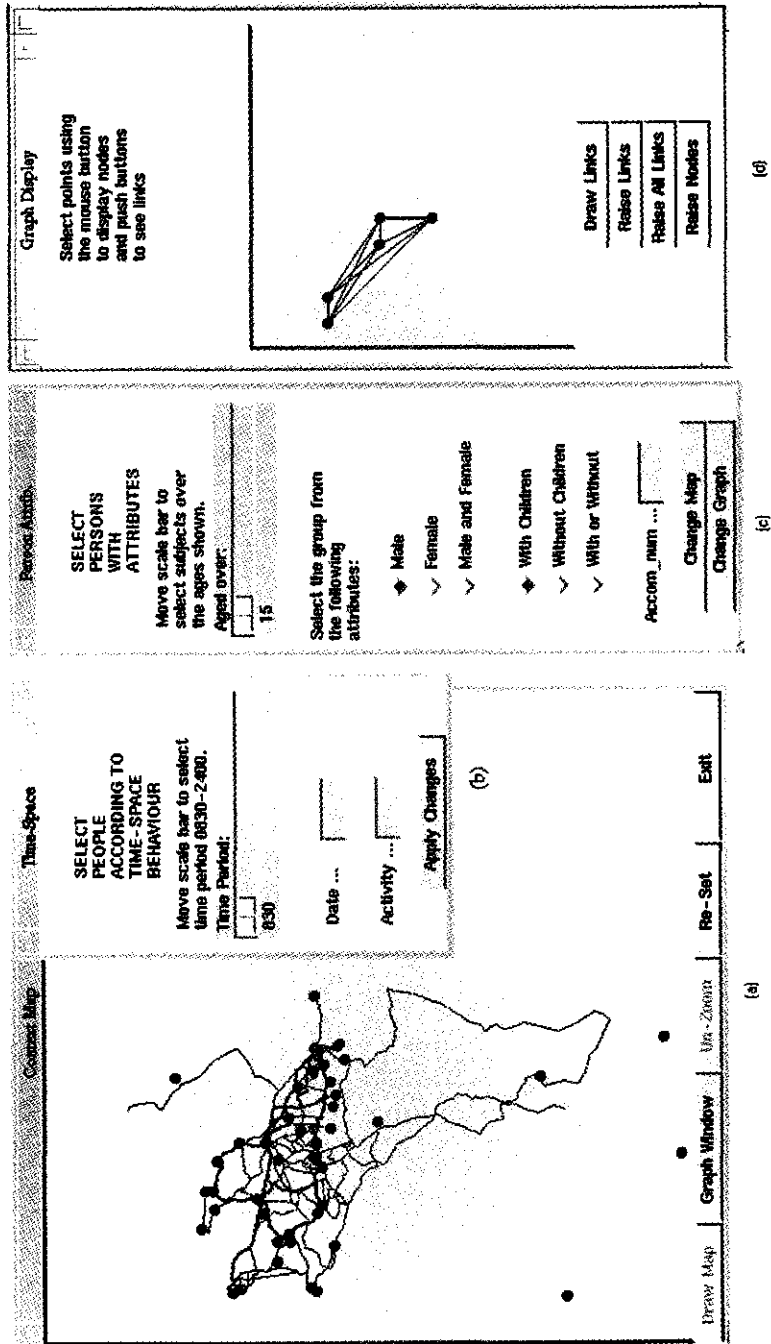 Context Map
Draw Map
Graph Window
Un-Zoom
Re-Set
Exit
(a)
Time-Space
SELECT
PEOPLE
ACCORDING TO
TIME-SPACE
BEHAVIOUR
Move scale bar to select
time period 0830-2400.
Time Period:
830
Date ...
Activity ...
Apply Changes
(b)
Person Attrib.
SELECT
PERSONS
WITH
ATTRIBUTES
Move scale bar to
select subjects over
the ages shown.
Aged over:
15
Select the group from
the following
attributes:
Male
Female
Male and Female
With Children
Without Children
With or Without
Accom_num ...
Change Map
Change Graph
(c)
Graph Display
Select points using
the mouse button
to display nodes
and push buttons
to see links
Draw Links
Raise Links
Raise All Links
Raise Nodes
(d)